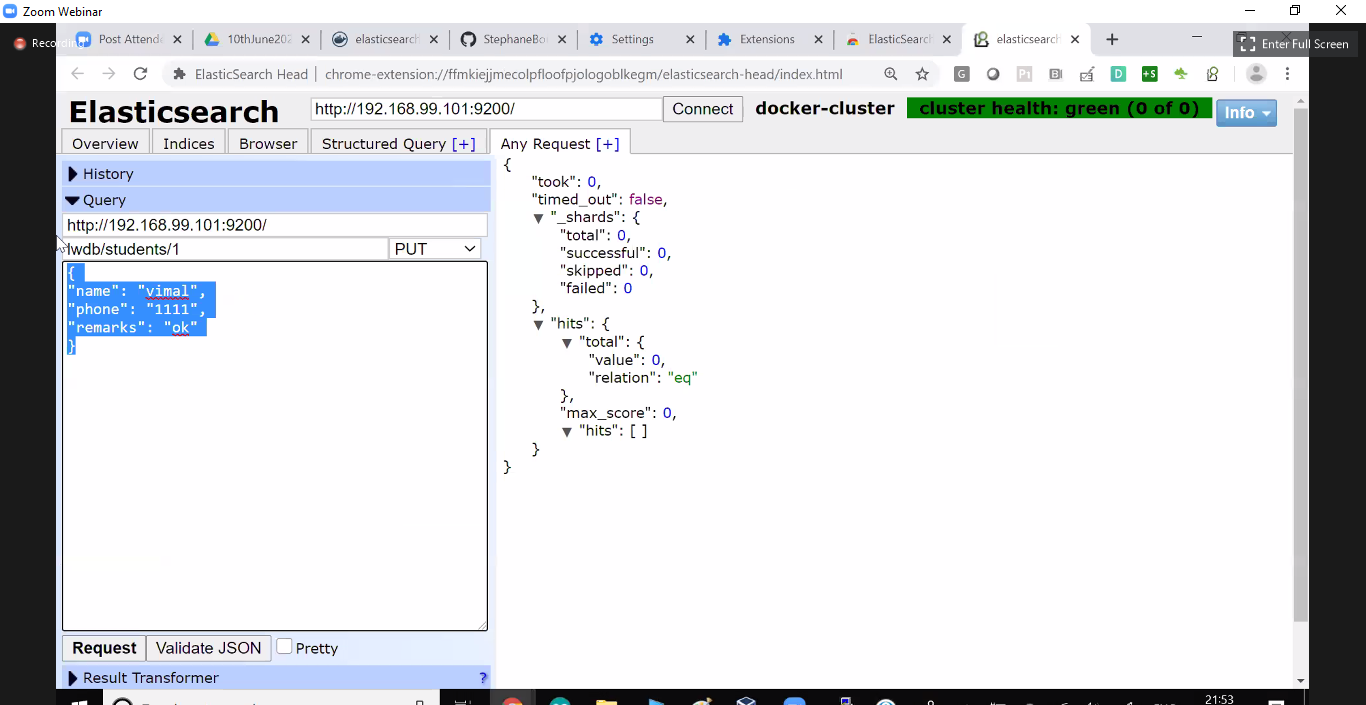 Zoom Webinar
Recording
Post Attend
10thJune202
elasticsearch
StephaneBo
Settings
Extensions
ElasticSearch
elasticsearch
Enter Full Screen
ElasticSearch Head | chrome-extension://ffmkiejjmecolpfloofpjologoblkegm/elasticsearch-head/index.html
Elasticsearch
http://192.168.99.101:9200/
Connect
docker-cluster
cluster health: green (0 of 0)
Info
Overview
Indices
Browser
Structured Query [+]
Any Request [+]
History
Query
http://192.168.99.101:9200/
lwdb/students/1
PUT
{
"name": "vimal",
"phone": "1111",
"remarks": "ok"
}
Request
Validate JSON
Pretty
Result Transformer
?
{
"took": 0,
"timed_out": false,
"_shards": {
"total": 0,
"successful": 0,
"skipped": 0,
"failed": 0
},
"hits": {
"total": {
"value": 0,
"relation": "eq"
},
"max_score": 0,
"hits": [ ]
}
}
21:53